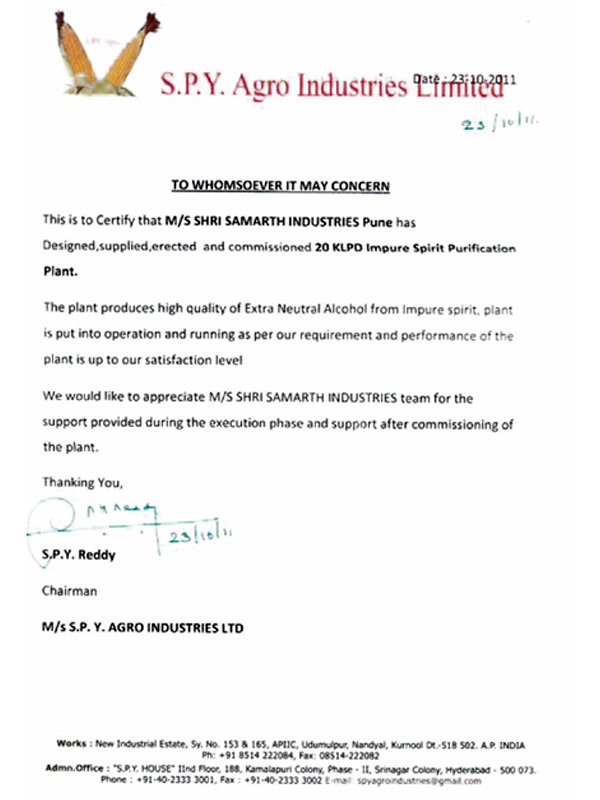 S.P.Y. Agro Industries Limited
Date : 23-10-2011
23/10/11.
TO WHOMSOEVER IT MAY CONCERN
This is to Certify that M/S SHRI SAMARTH INDUSTRIES Pune has
Designed,supplied,erected and commissioned 20 KLPD Impure Spirit Purification
Plant.
The plant produces high quality of Extra Neutral Alcohol from Impure spirit, plant
is put into operation and running as per our requirement and performance of the
plant is up to our satisfaction level
We would like to appreciate M/S SHRI SAMARTH INDUSTRIES team for the
support provided during the execution phase and support after commissioning of
the plant.
Thanking You,
23/10/11
S.P.Y. Reddy
Chairman
M/s S.P. Y. AGRO INDUSTRIES LTD
Works : New Industrial Estate, Sy. No. 153 & 165, APIIC, Udumulpur, Nandyal, Kurnool Dt.-518 502. A.P. INDIA
Ph: +91 8514 222084, Fax: 08514-222082
Admn.Office : "S.P.Y. HOUSE" IInd Floor, 188, Kamalapuri Colony, Phase - II, Srinagar Colony, Hyderabad - 500 073.
Phone : +91-40-2333 3001, Fax : +91-40-2333 3002 E-mail: spyagroindustries@gmail.com